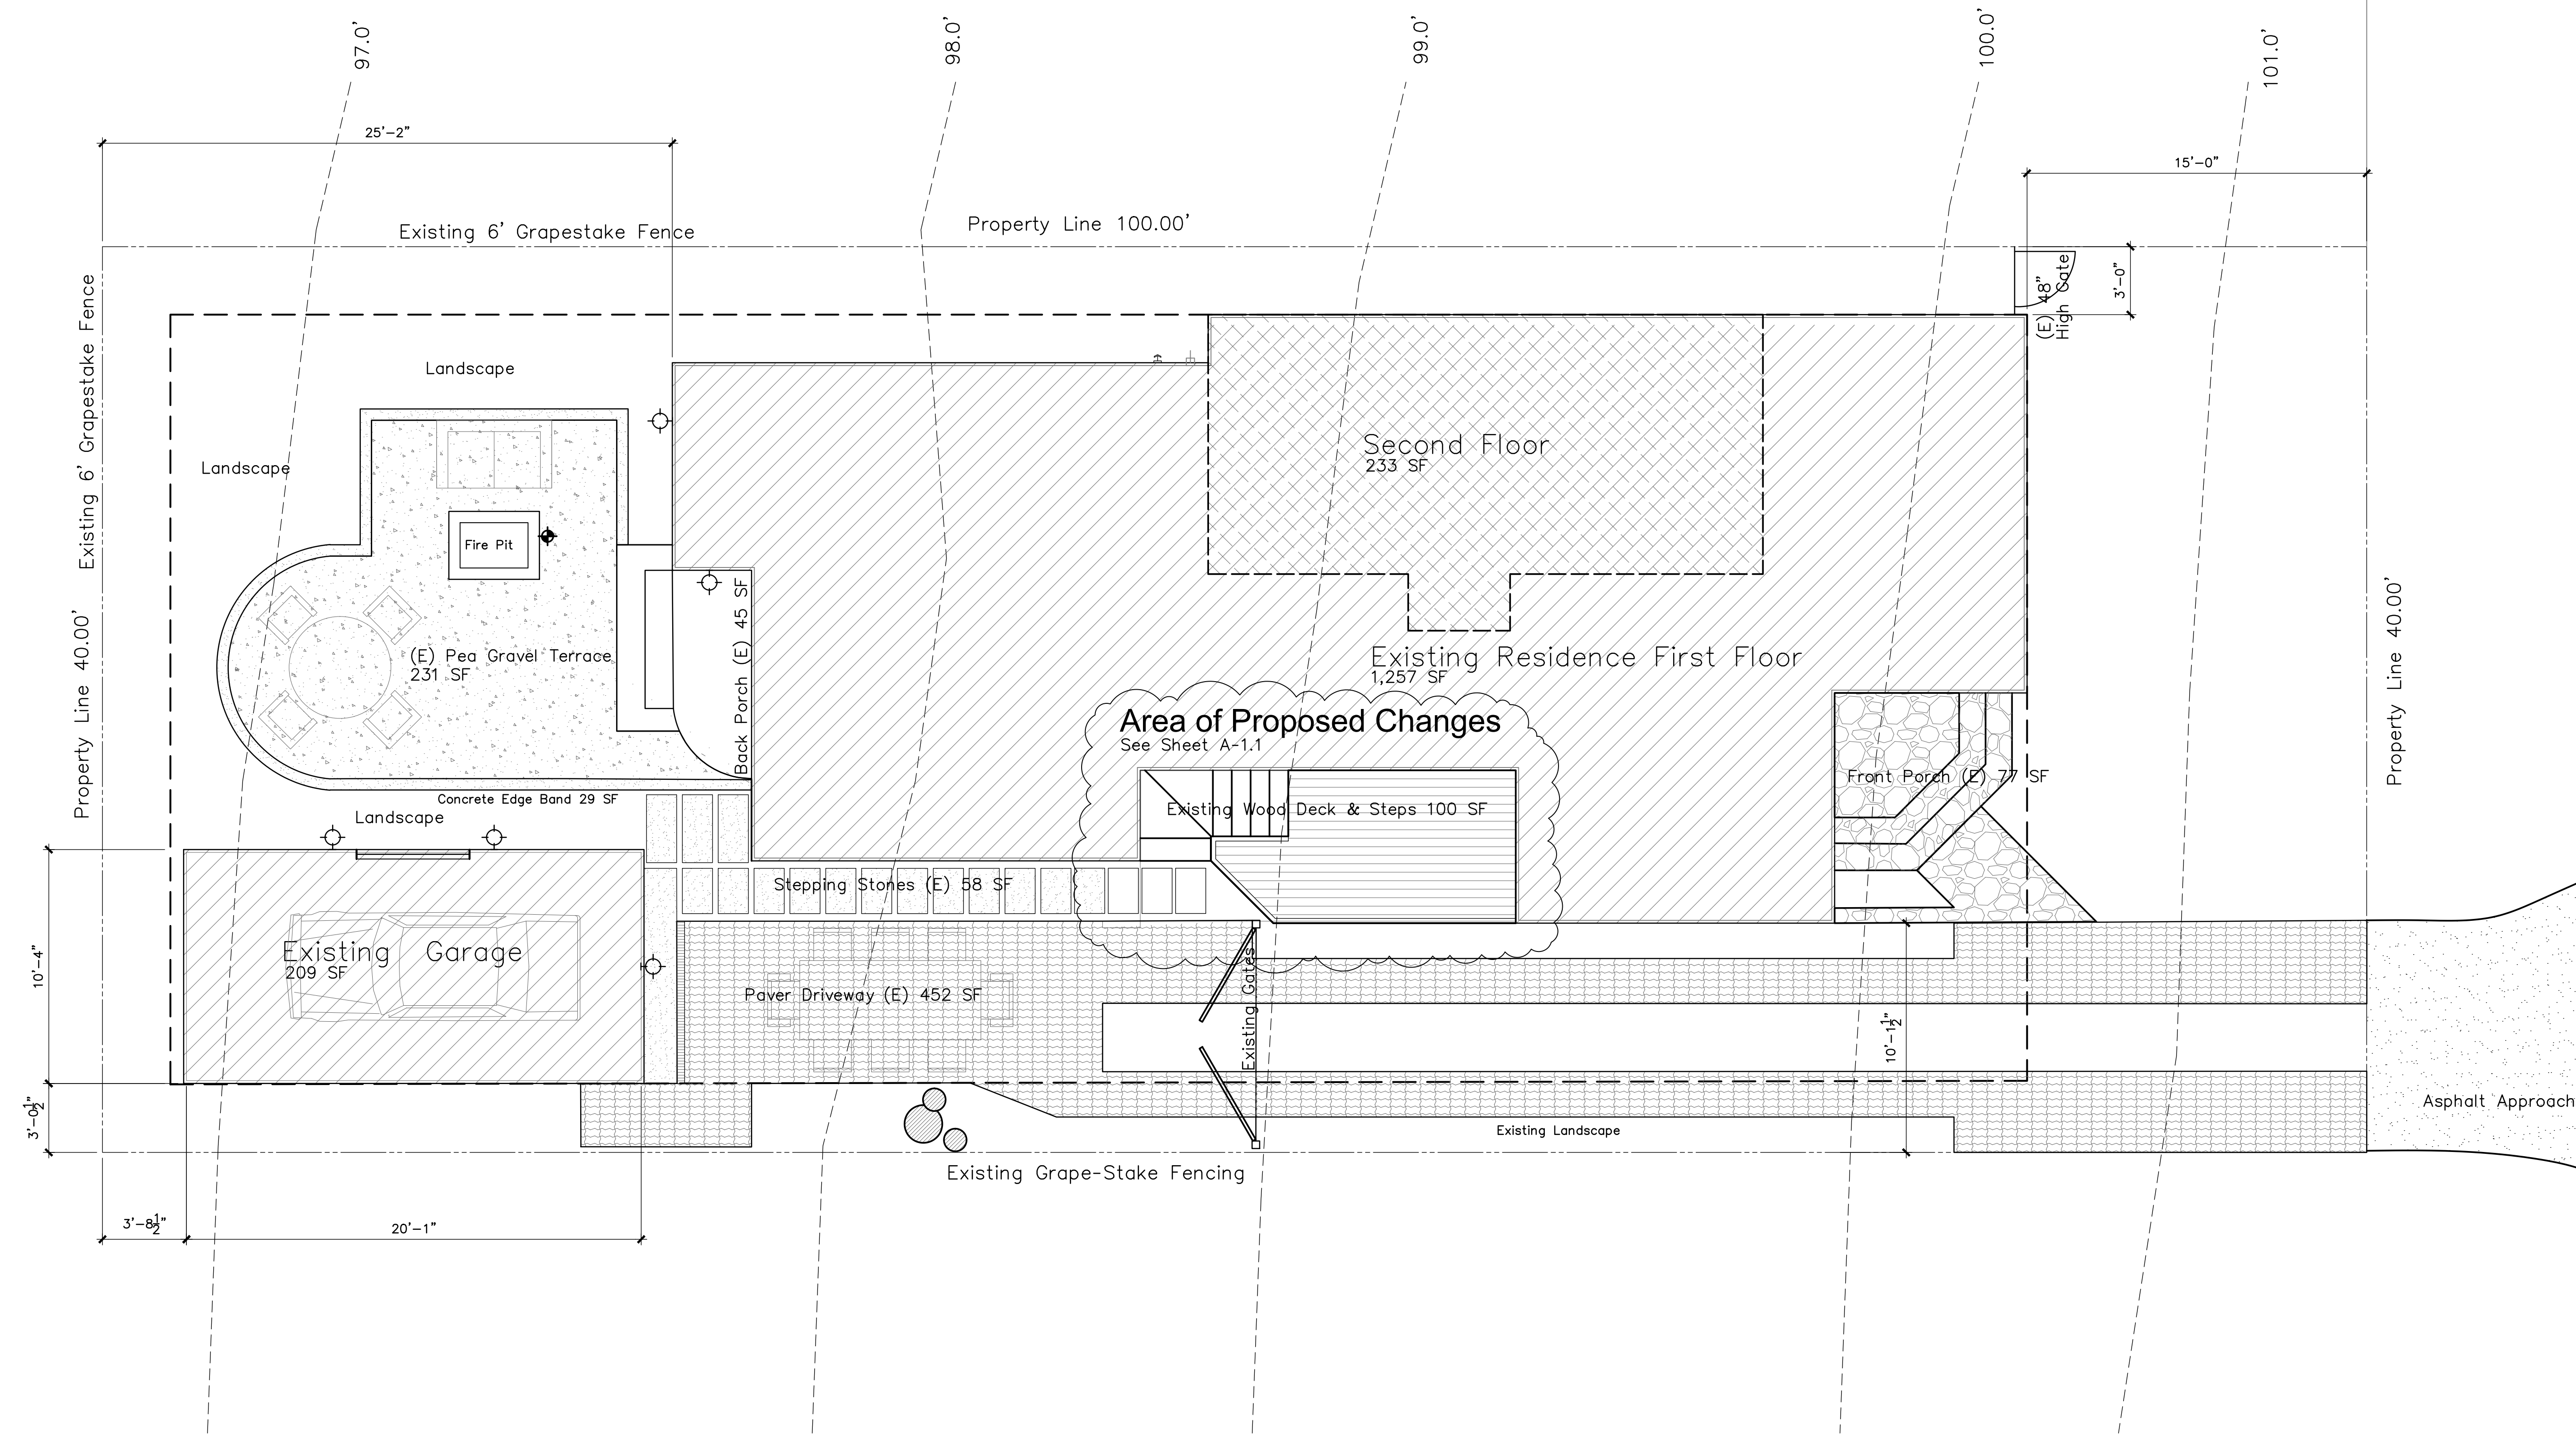 97.0'
98.0'
99.0'
100.0'
101.0'
25'-2"
15'-0"
Existing 6' Grapestake Fence
Property Line 100.00'
3'-0"
(E) 48"
High Gate
Existing 6' Grapestake Fence
Landscape
Landscape
Second Floor
233 SF
Fire Pit
Property Line 40.00'
(E) Pea Gravel Terrace
231 SF
Back Porch (E) 45 SF
Existing Residence First Floor
1,257 SF
Property Line 40.00'
Area of Proposed Changes
See Sheet A-1.1
Front Porch (E) 77 SF
Concrete Edge Band 29 SF
Existing Wood Deck & Steps 100 SF
Landscape
Stepping Stones (E) 58 SF
10'-4"
Existing Garage
209 SF
Paver Driveway (E) 452 SF
Existing Gates
10'-1½"
3'-0½"
Asphalt Approach
Existing Landscape
Existing Grape-Stake Fencing
3'-8½"
20'-1"